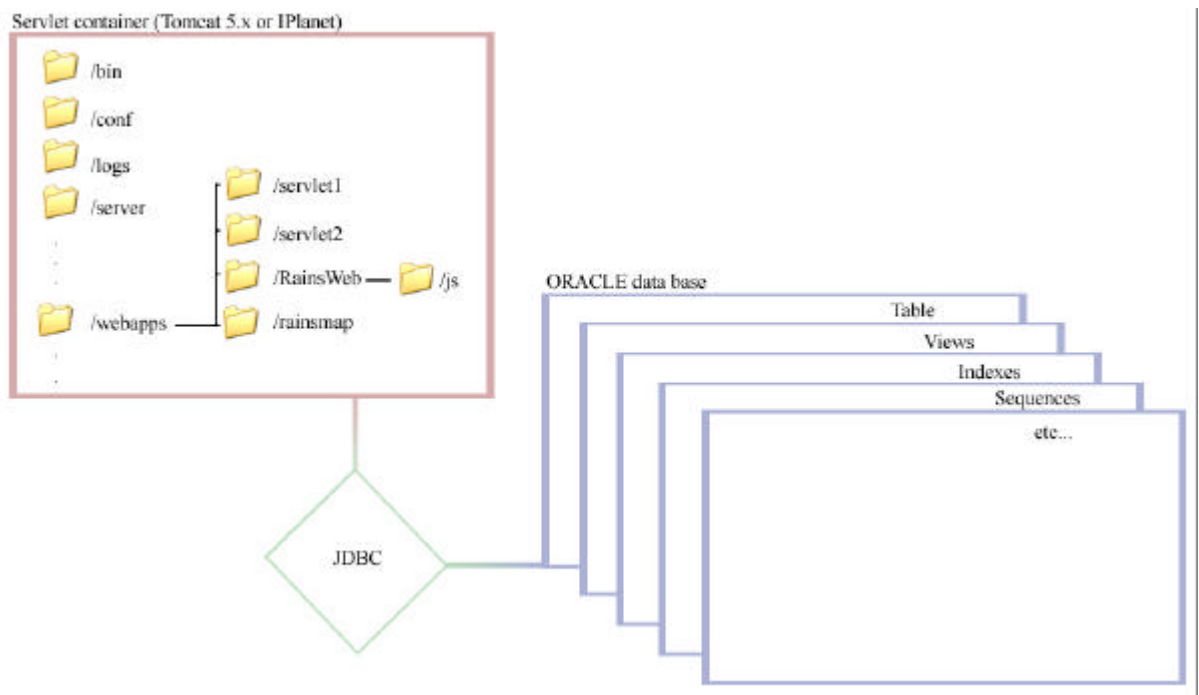 Servlet container (Tomcat 5.x or IPlanet)
/bin
/conf
/logs
/server
/webapps
/servlet1
/servlet2
/RainsWeb
/js
/rainsmap
ORACLE data base
Table
Views
Indexes
Sequences
etc...
JDBC